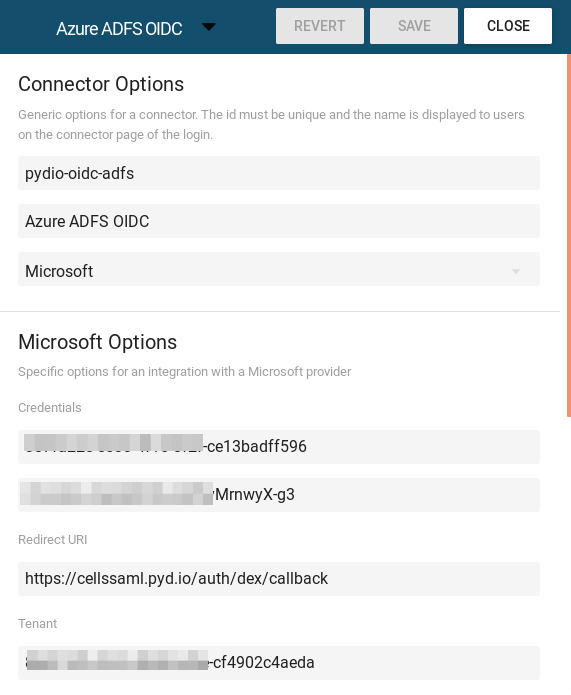 Azure ADFS OIDC
REVERT
SAVE
CLOSE
Connector Options
Generic options for a connector. The id must be unique and the name is displayed to users
on the connector page of the login.
pydio-oidc-adfs
Azure ADFS OIDC
Microsoft
Microsoft Options
Specific options for an integration with a Microsoft provider
Credentials
-ce13badff596
MrnwyX-g3
Redirect URI
https://cellssaml.pyd.io/auth/dex/callback
Tenant
-cf4902c4aeda